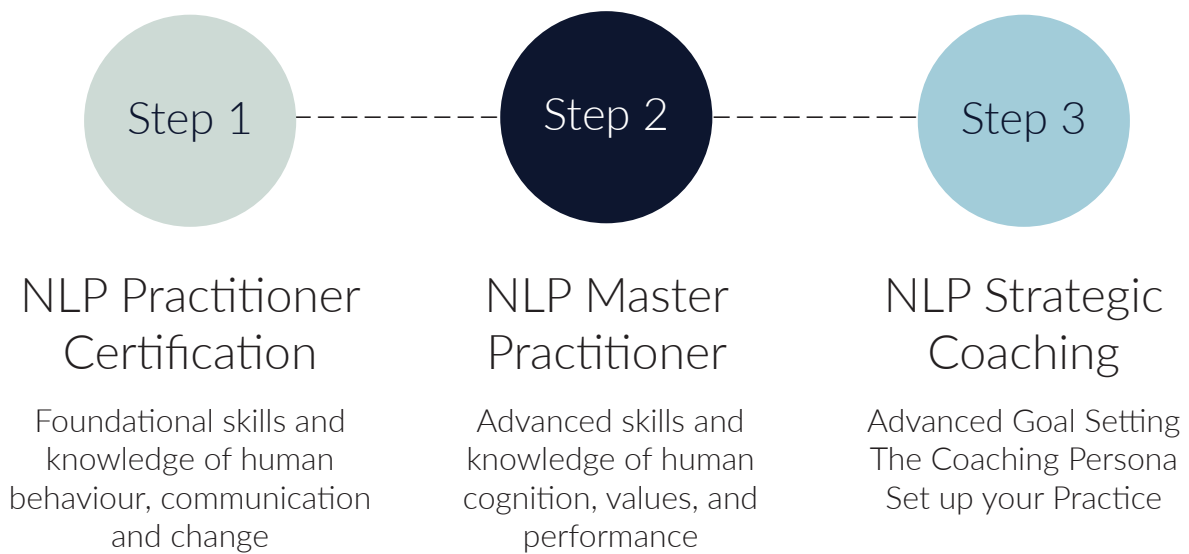 Step 1
Step 2
Step 3
NLP Practitioner
Certification
Foundational skills and
knowledge of human
behaviour, communication
and change
NLP Master
Practitioner
Advanced skills and
knowledge of human
cognition, values, and
performance
NLP Strategic
Coaching
Advanced Goal Setting
The Coaching Persona
Set up your Practice